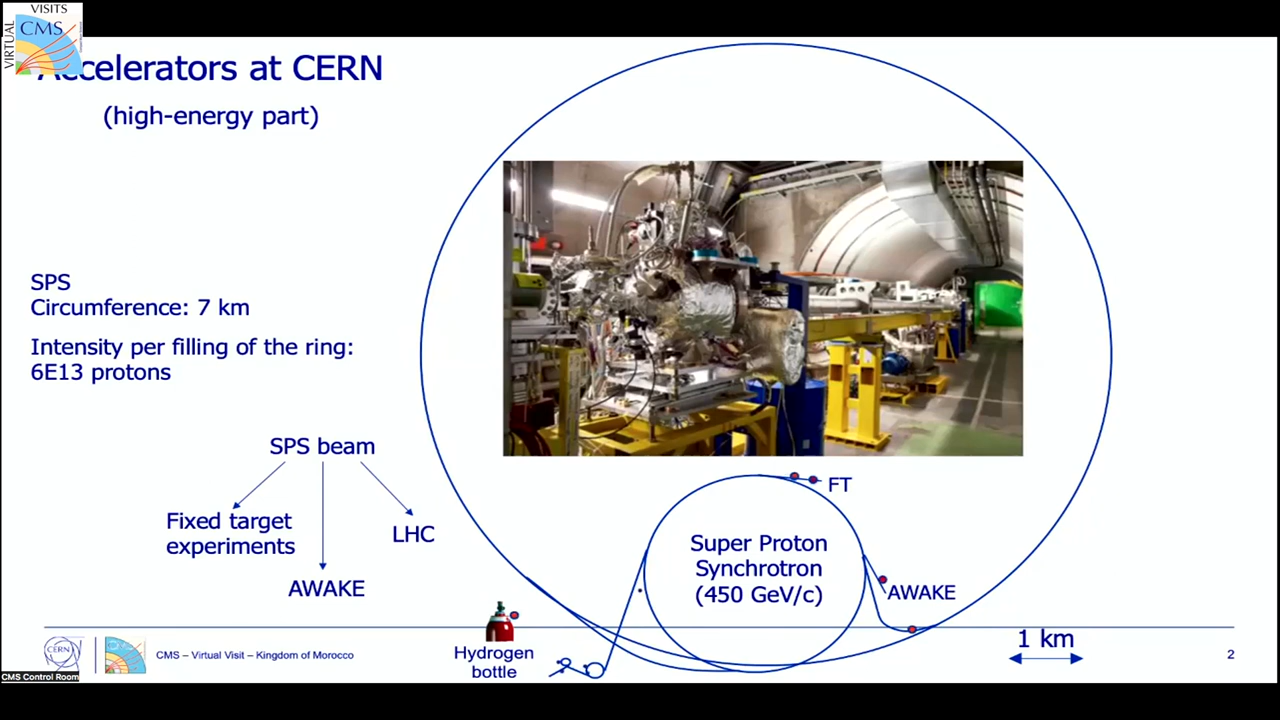 VIRTUAL
VISITS
CMS
Accelerators at CERN
(high-energy part)
SPS
Circumference: 7 km
Intensity per filling of the ring:
6E13 protons
SPS beam
Fixed target
experiments
LHC
AWAKE
FT
Super Proton
Synchrotron
(450 GeV/c)
AWAKE
1 km
Hydrogen
bottle
CERN
CMS – Virtual Visit – Kingdom of Morocco
2
CMS Control Room